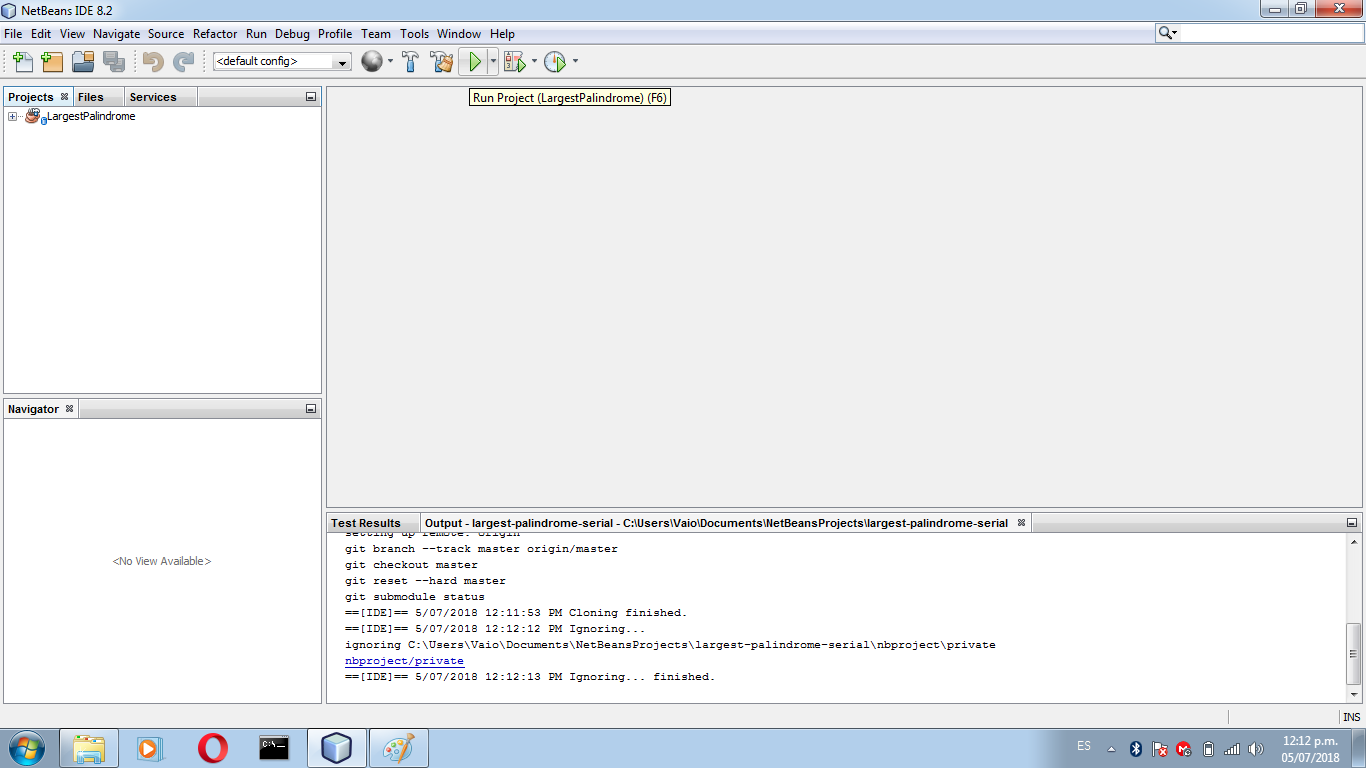 NetBeans IDE 8.2
File Edit View Navigate Source Refactor Run Debug Profile Team Tools Window Help
<default config>
Run Project (LargestPalindrome) (F6)
Projects Files Services
LargestPalindrome
Navigator
<No View Available>
Test Results Output - largest-palindrome-serial - C:\Users\Vaio\Documents\NetBeansProjects\largest-palindrome-serial
setting up remote: origin
git branch --track master origin/master
git checkout master
git reset --hard master
git submodule status
==[IDE]== 5/07/2018 12:11:53 PM Cloning finished.
==[IDE]== 5/07/2018 12:12:12 PM Ignoring...
ignoring C:\Users\Vaio\Documents\NetBeansProjects\largest-palindrome-serial\nbproject\private
nbproject/private
==[IDE]== 5/07/2018 12:12:13 PM Ignoring... finished.
INS
C:\_
ES
12:12 p.m.
05/07/2018